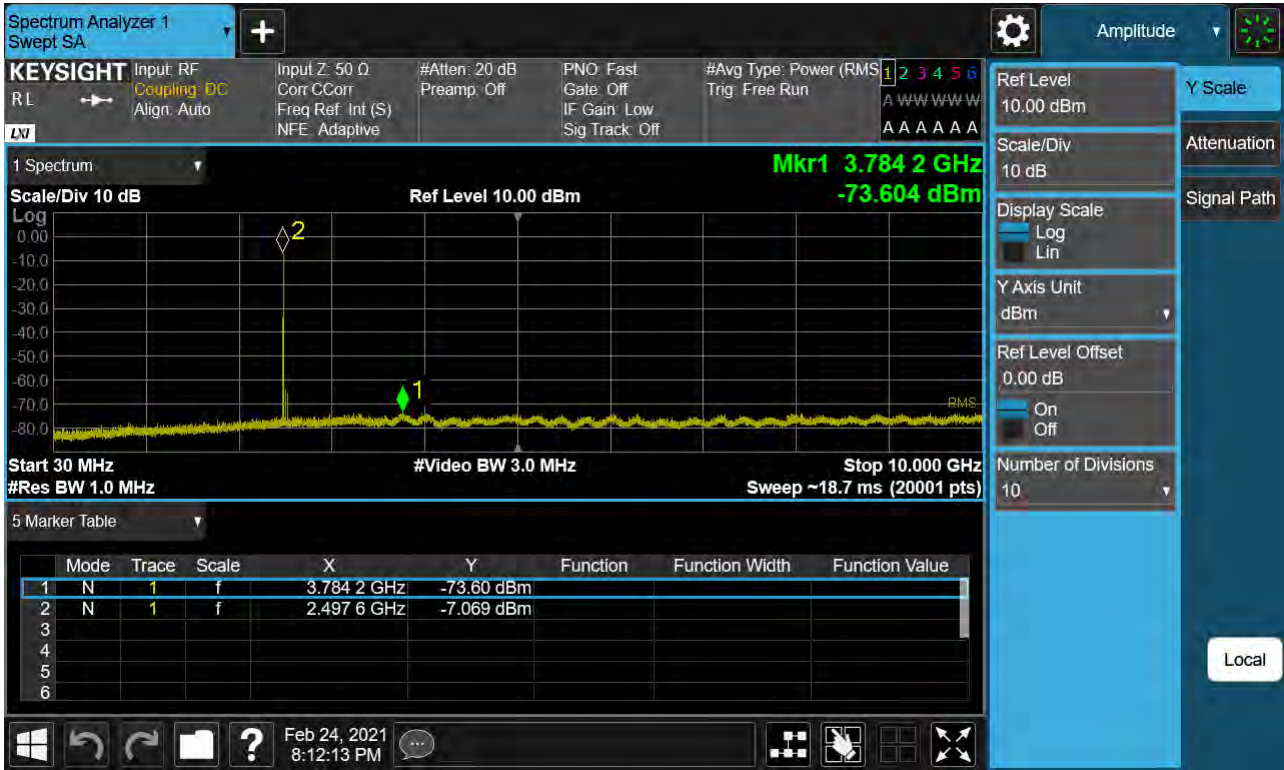 Spectrum Analyzer 1
Swept SA
Amplitude
KEYSIGHT
RL
LXI
Input: RF
Coupling: DC
Align: Auto
Input Z: 50 Ω
Corr CCorr
Freq Ref: Int (S)
NFE: Adaptive
#Atten: 20 dB
Preamp: Off
PNO: Fast
Gate: Off
IF Gain: Low
Sig Track: Off
#Avg Type: Power (RMS
Trig: Free Run
1 2 3 4 5 6
A W W W W W
A A A A A A
1 Spectrum
Mkr1 3.784 2 GHz
-73.604 dBm
Scale/Div 10 dB
Ref Level 10.00 dBm
Log
0.00
-10.0
-20.0
-30.0
-40.0
-50.0
-60.0
-70.0
-80.0
2
1
RMS
Start 30 MHz
#Video BW 3.0 MHz
Stop 10.000 GHz
#Res BW 1.0 MHz
Sweep ~18.7 ms (20001 pts)
5 Marker Table
Mode Trace Scale X Y Function Function Width Function Value
1 N 1 f 3.784 2 GHz -73.60 dBm
2 N 1 f 2.497 6 GHz -7.069 dBm
3
4
5
6
Feb 24, 2021
8:12:13 PM
Ref Level
10.00 dBm
Scale/Div
10 dB
Display Scale
Log
Lin
Y Axis Unit
dBm
Ref Level Offset
0.00 dB
On
Off
Number of Divisions
10
Y Scale
Attenuation
Signal Path
Local